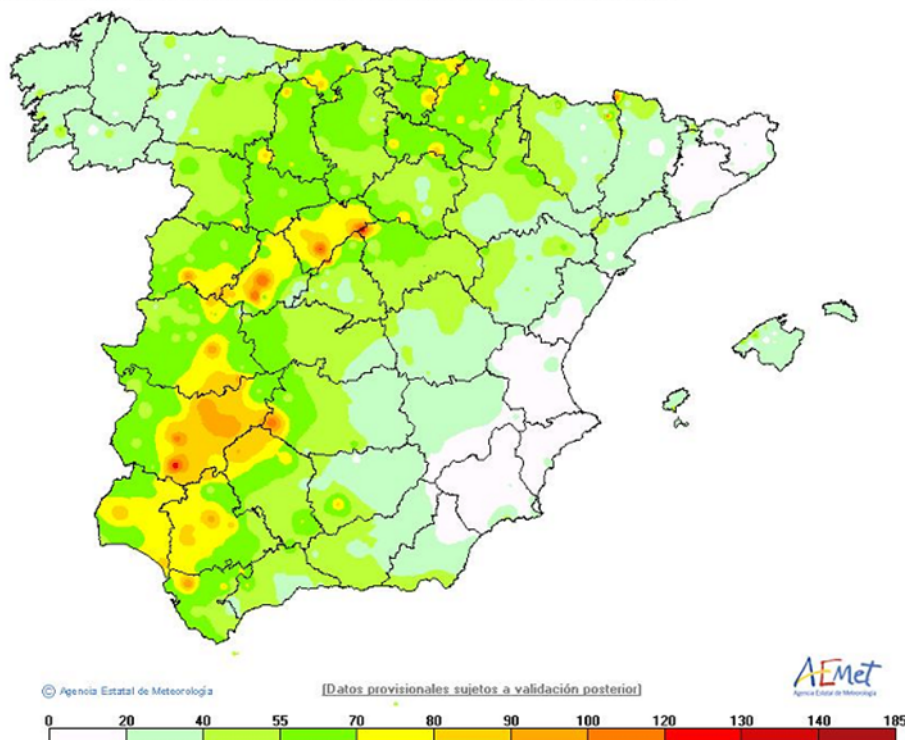 AEMet
Agencia Estatal de Meteorología
© Agencia Estatal de Meteorología
[Datos provisionales sujetos a validación posterior]
0 20 40 55 70 80 90 100 120 130 140 185